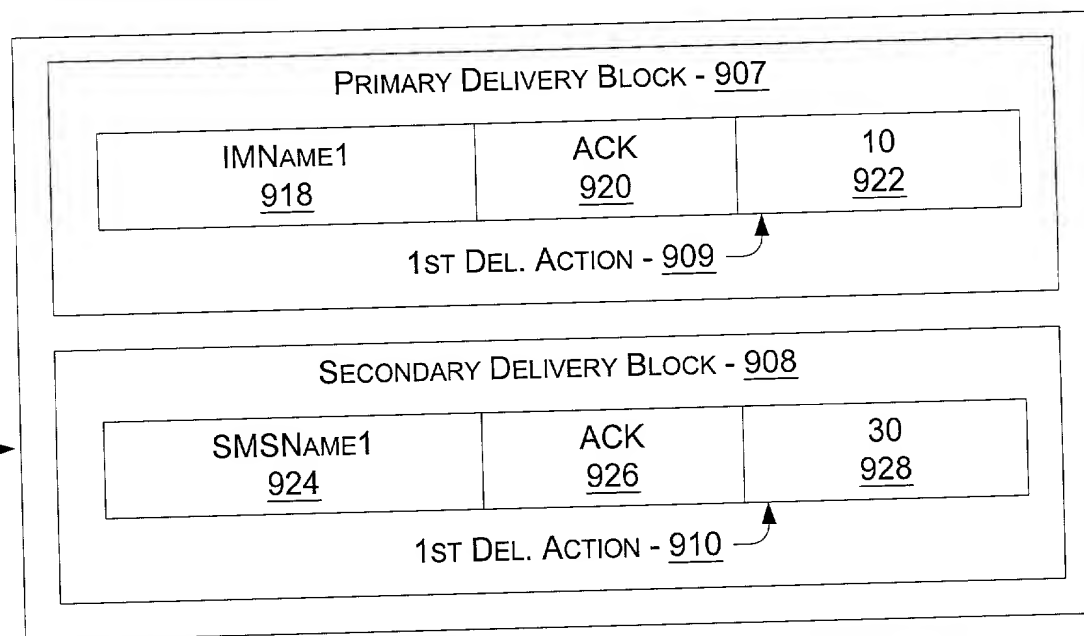 PRIMARY DELIVERY BLOCK - 907
IMNAME1 ACK 10
918 920 922
1ST DEL. ACTION - 909
SECONDARY DELIVERY BLOCK - 908
SMSNAME1 ACK 30
924 926 928
1ST DEL. ACTION - 910